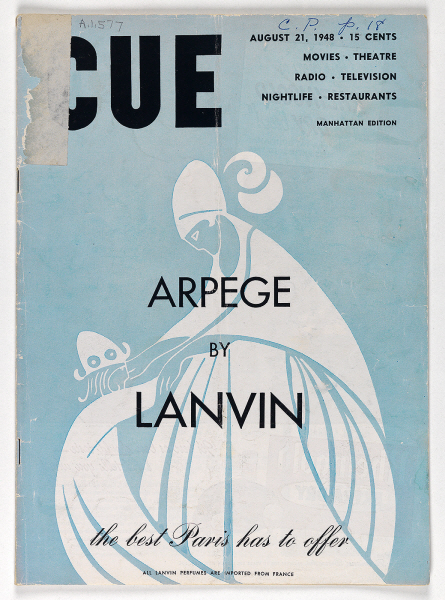 A.1.577
C. P. p. 18
CUE
AUGUST 21, 1948 • 15 CENTS
MOVIES • THEATRE
RADIO • TELEVISION
NIGHTLIFE • RESTAURANTS
MANHATTAN EDITION
ARPEGE
BY
LANVIN
the best Paris has to offer
ALL LANVIN PERFUMES ARE IMPORTED FROM FRANCE